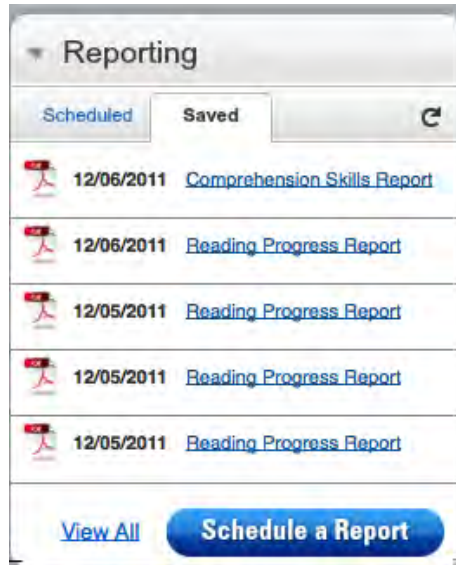 Reporting
Scheduled Saved
12/06/2011 Comprehension Skills Report
12/06/2011 Reading Progress Report
12/05/2011 Reading Progress Report
12/05/2011 Reading Progress Report
12/05/2011 Reading Progress Report
View All Schedule a Report